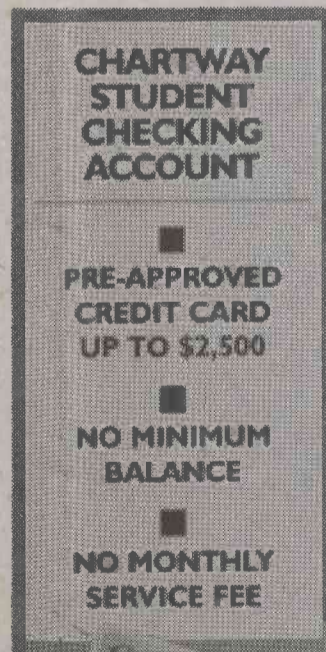 CHARTWAY
STUDENT
CHECKING
ACCOUNT
PRE-APPROVED
CREDIT CARD
UP TO $2,500
NO MINIMUM
BALANCE
NO MONTHLY
SERVICE FEE